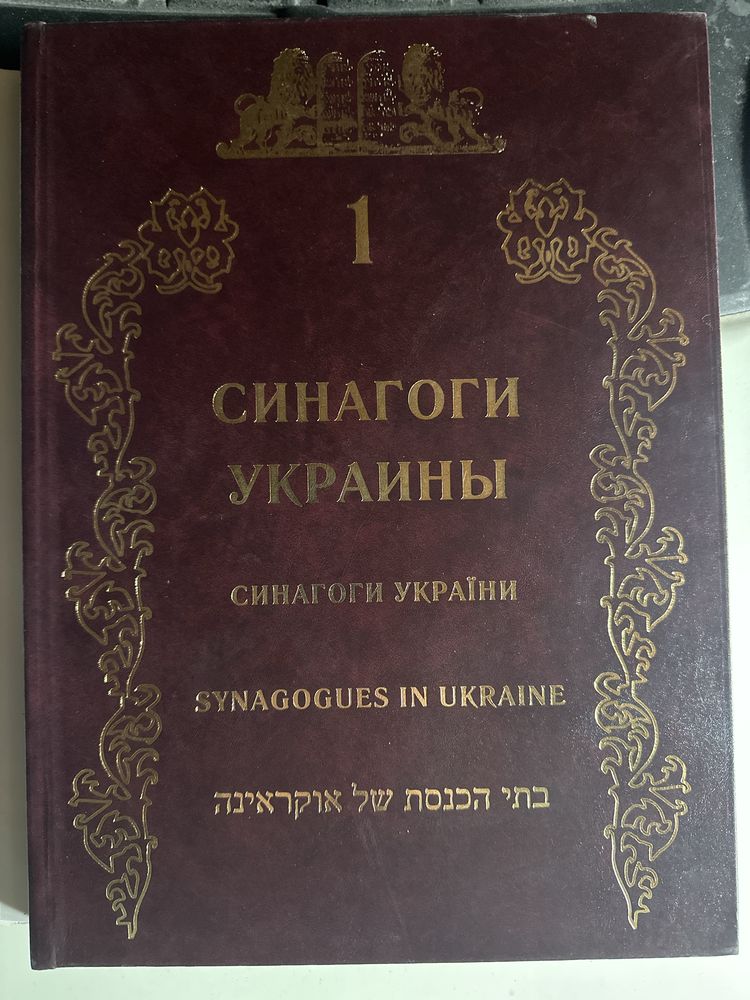 1
СИНАГОГИ
УКРАИНЫ
СИНАГОГИ УКРАЇНИ
SYNAGOGUES IN UKRAINE
בתי הכנסת של אוקראינה